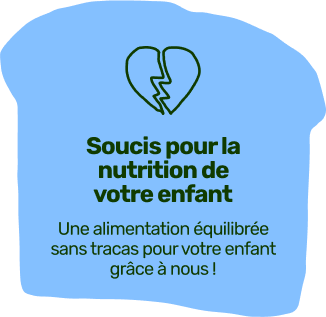 Soucis pour la
nutrition de
votre enfant
Une alimentation équilibrée
sans tracas pour votre enfant
grâce à nous !